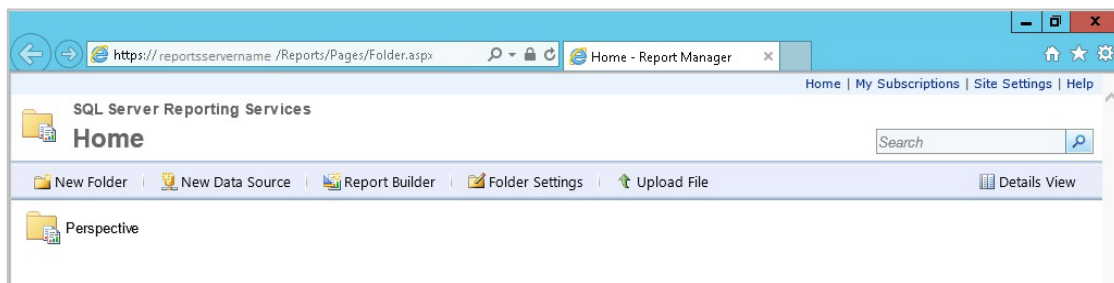 https:// reportsservername /Reports/Pages/Folder.aspx
Home - Report Manager
Home | My Subscriptions | Site Settings | Help
SQL Server Reporting Services
Home
Search
New Folder | New Data Source | Report Builder | Folder Settings | Upload File
Details View
Perspective